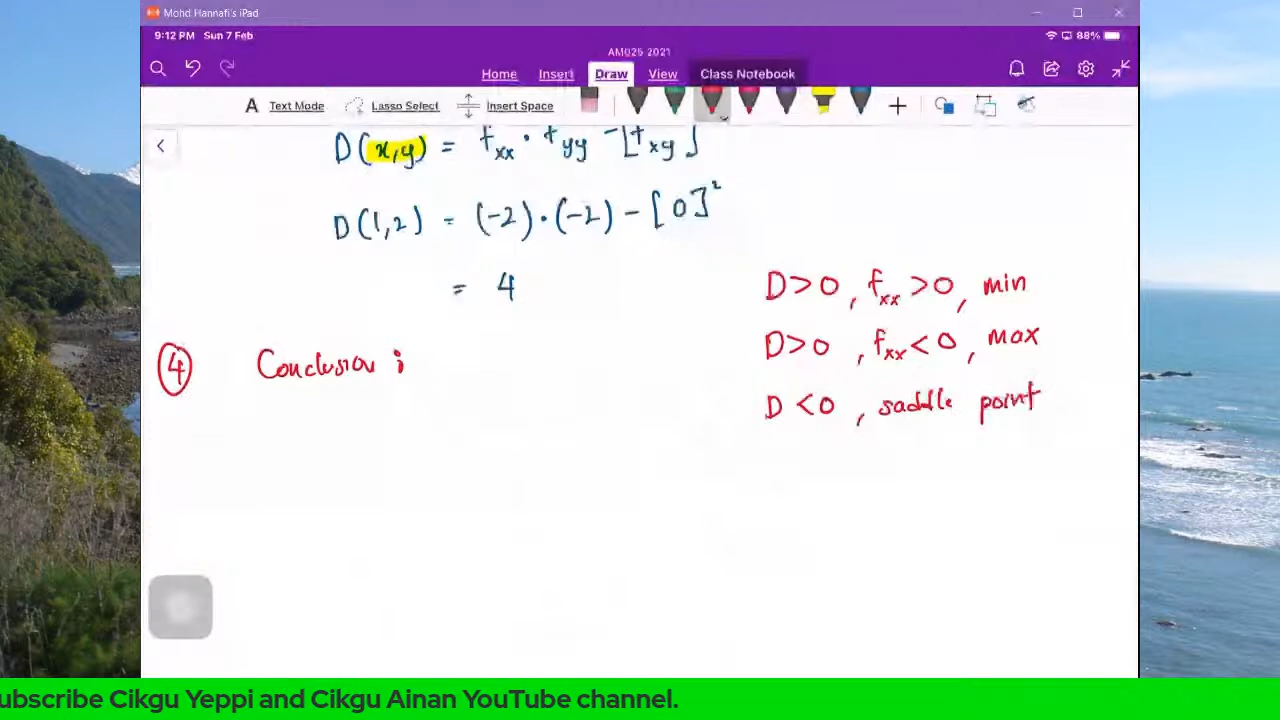 Mohd Hannafi's iPad
9:12 PM Sun 7 Feb
88%
AM025 2021
Home Insert Draw View Class Notebook
Text Mode Lasso Select Insert Space
D(x,y) = fxx · fyy - [fxy]
D(1,2) = (-2)·(-2) - [0]²
= 4
D>0, fxx >0, min
D>0, fxx <0, max
D <0, saddle point
4 Conclusion :
ubscribe Cikgu Yeppi and Cikgu Ainan YouTube channel.